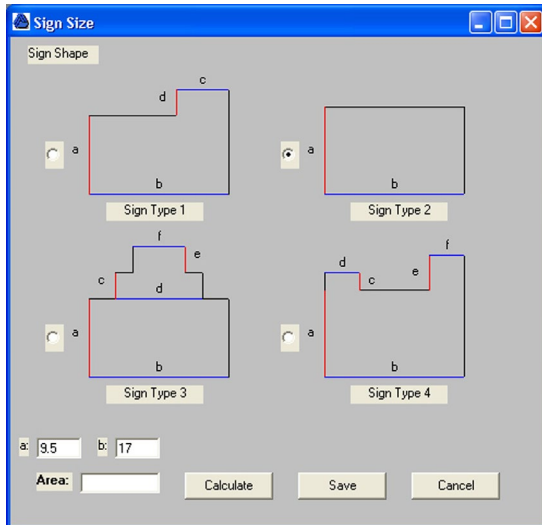 Sign Size
Sign Shape
c
d
a
b
Sign Type 1
a
b
Sign Type 2
f
e
c
d
a
b
Sign Type 3
f
d
e
c
a
b
Sign Type 4
a: 9.5 b: 17
Area:
Calculate Save Cancel